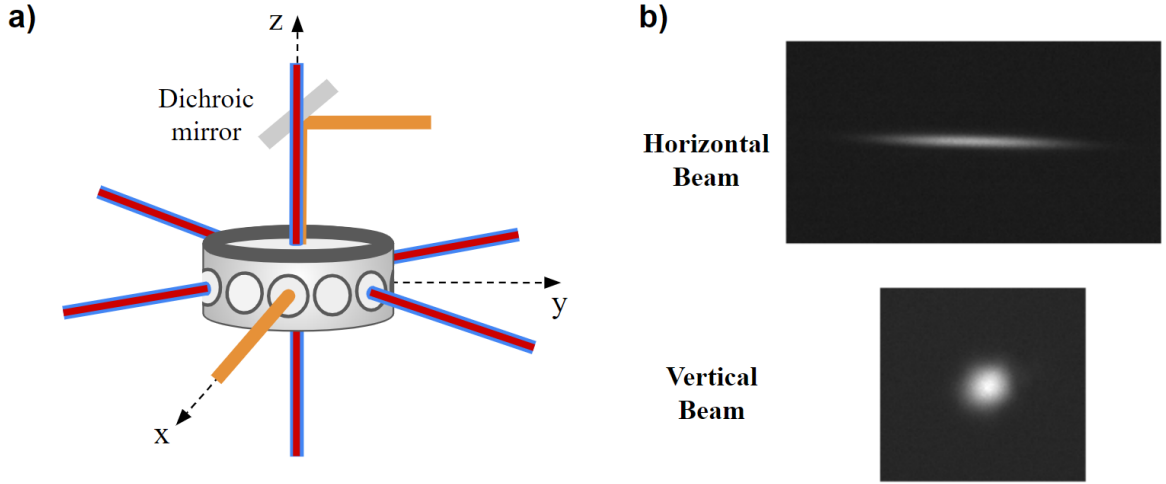 a)
z
Dichroic
mirror
y
x
b)
Horizontal
Beam
Vertical
Beam